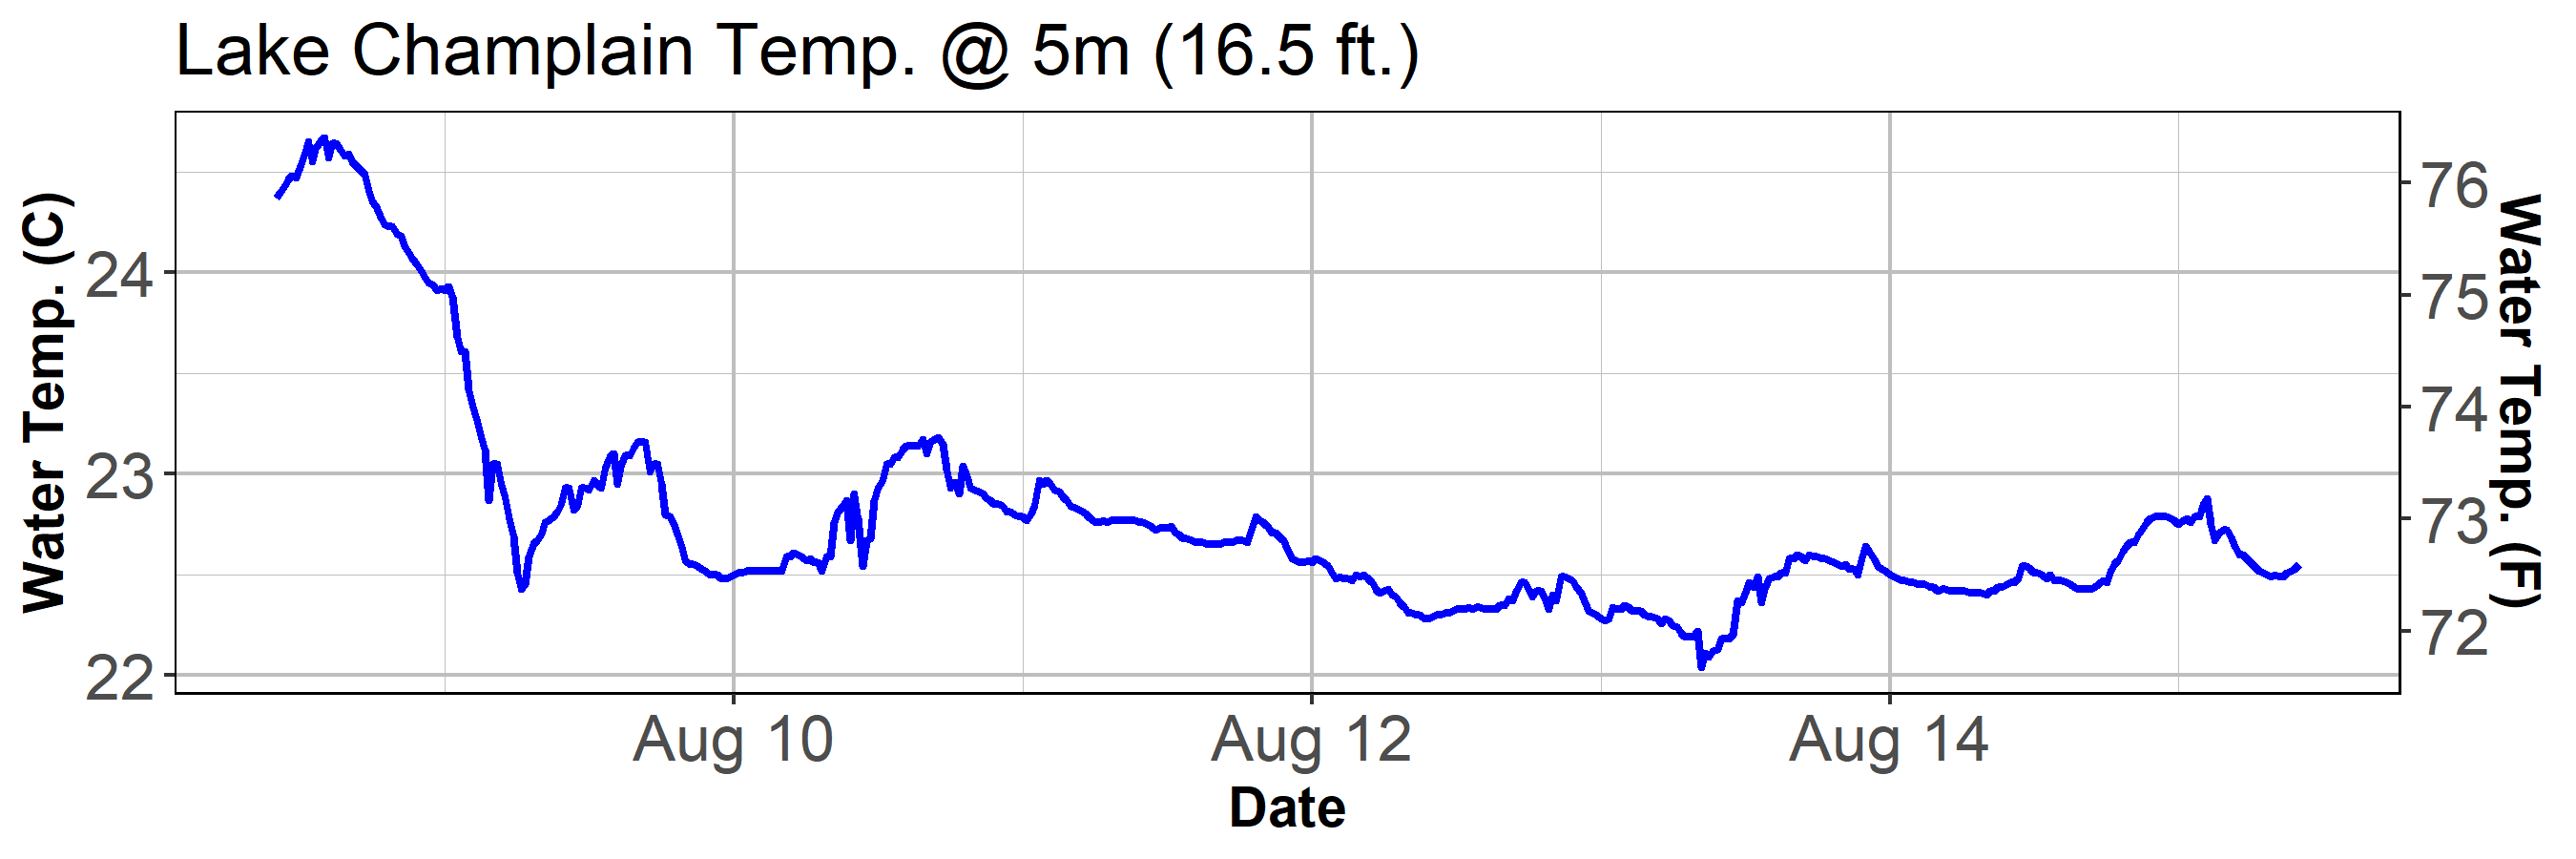 Lake Champlain Temp. @ 5m (16.5 ft.)
Water Temp. (C)
24
23
22
76
75
74
73
72
Water Temp. (F)
Aug 10
Aug 12
Aug 14
Date